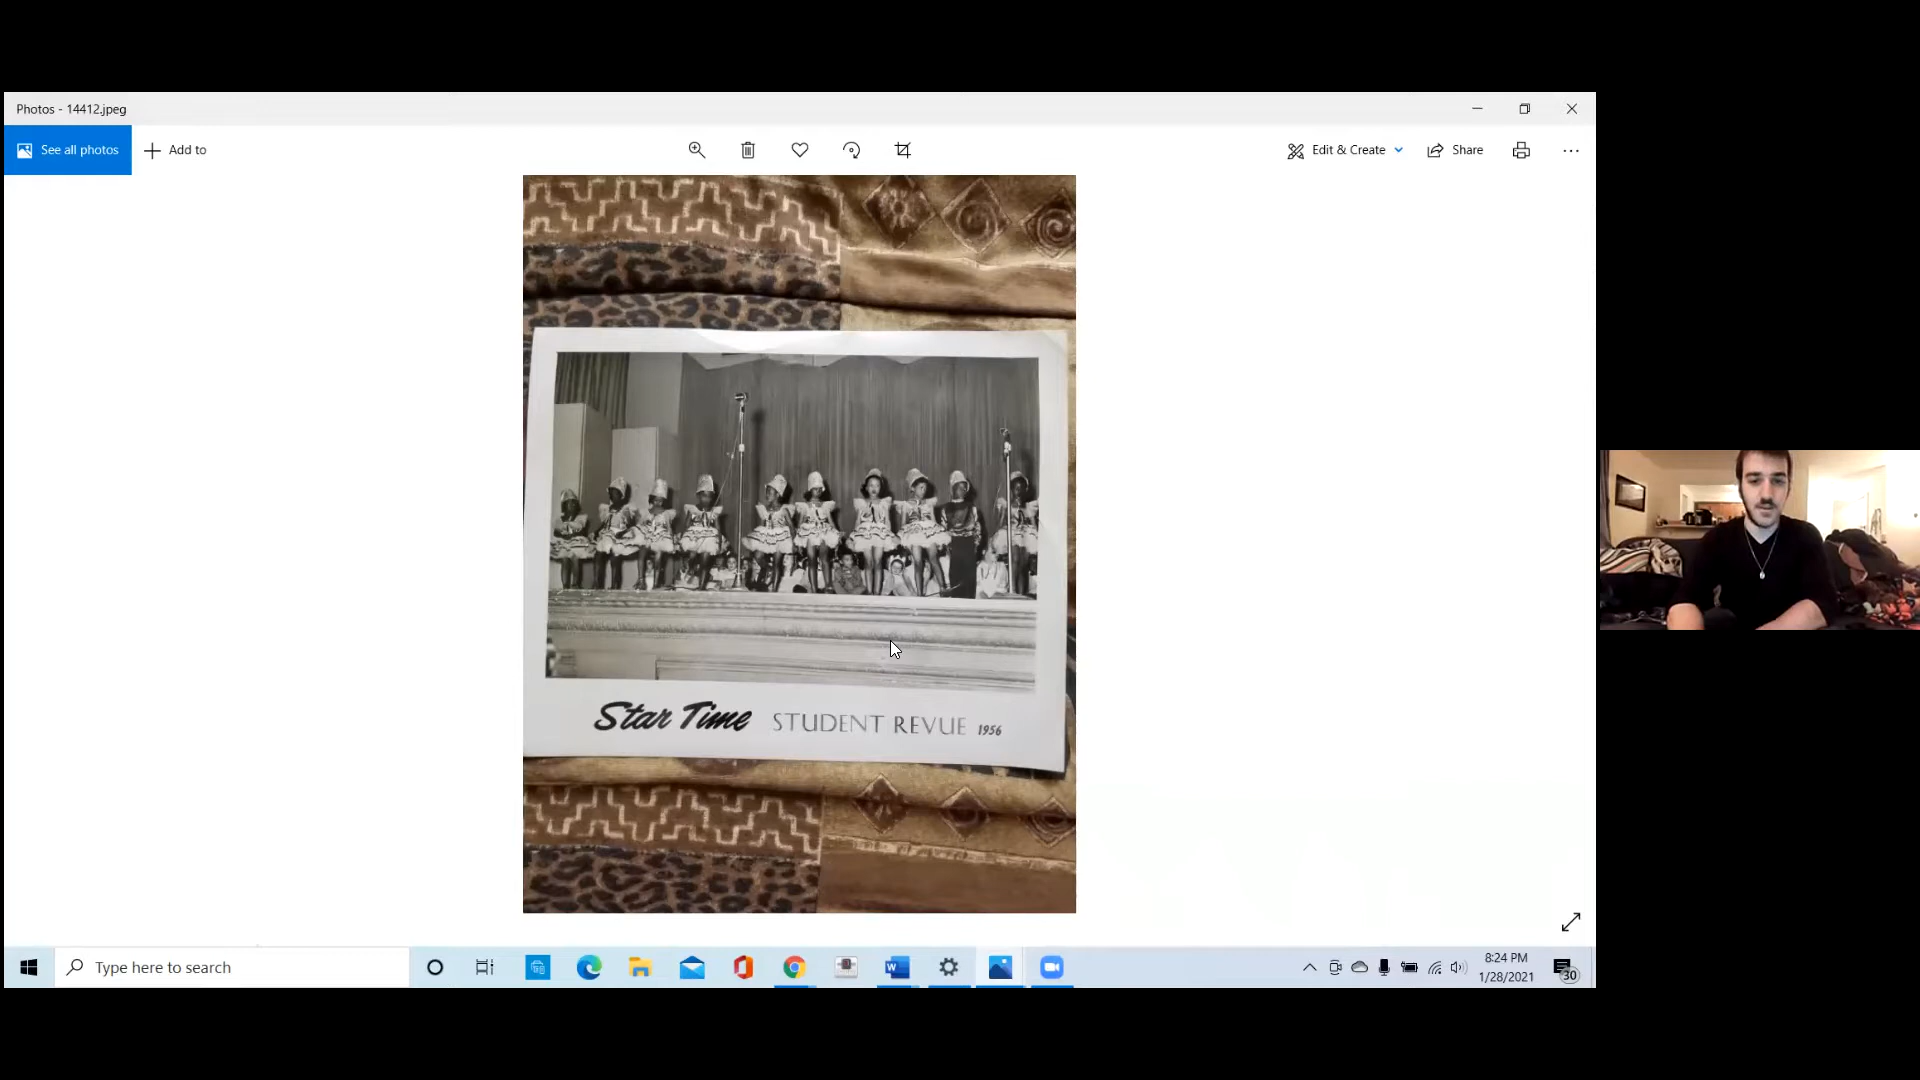 Photos - 14412.jpeg
See all photos
Add to
Edit & Create
Share
Star Time STUDENT REVUE 1956
Type here to search
8:24 PM
1/28/2021
30